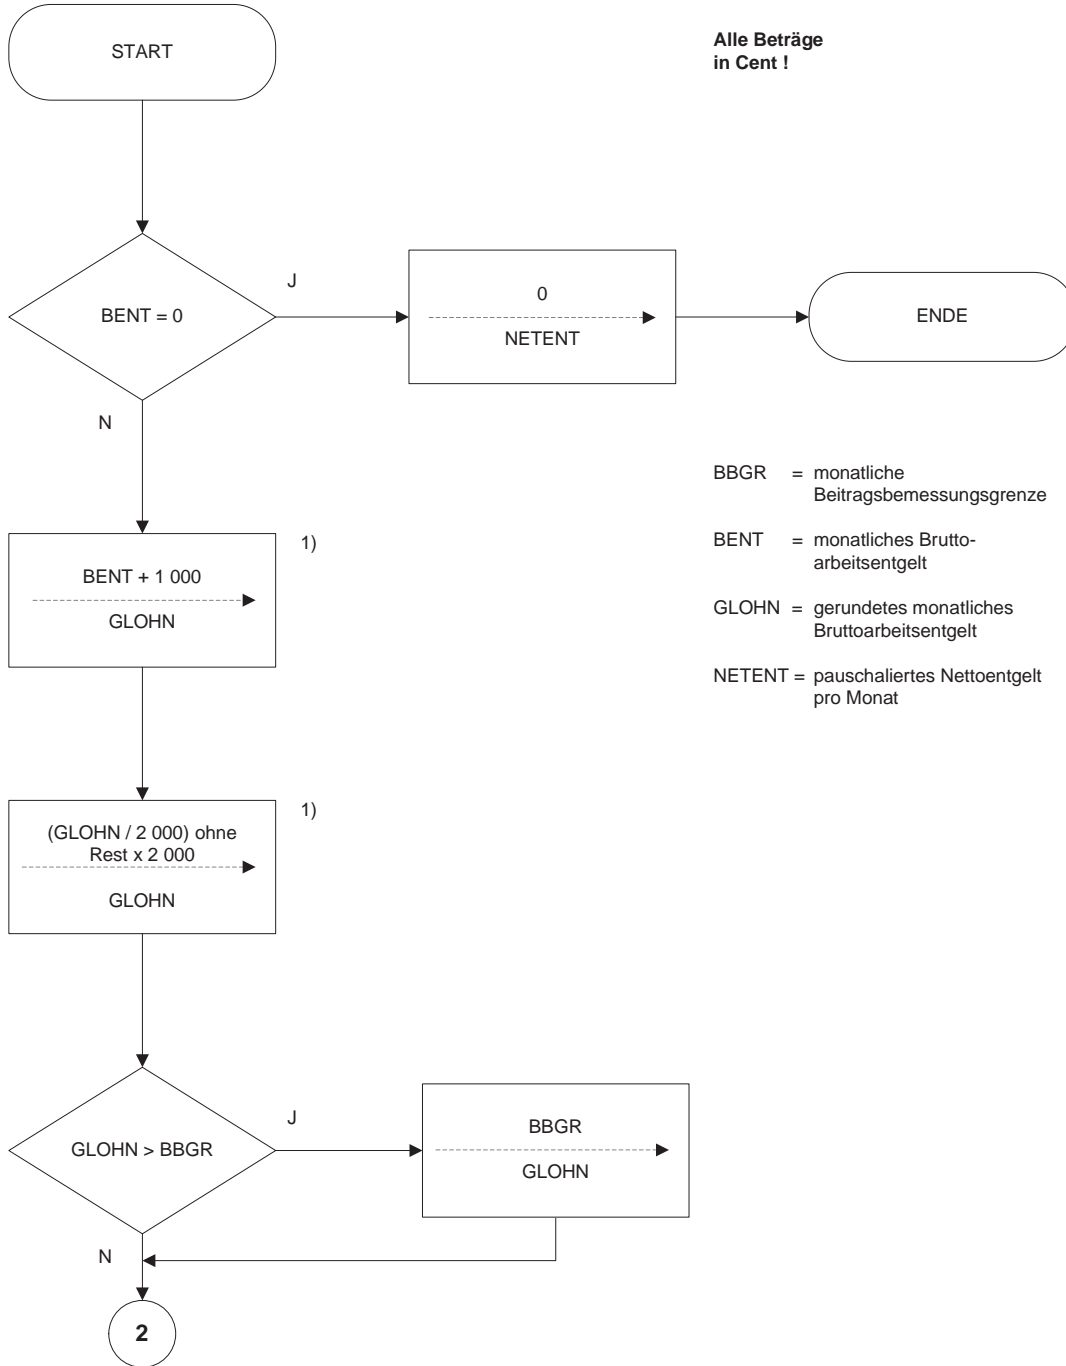 START
Alle Beträge
in Cent !
BENT = 0
J
0
NETENT
ENDE
N
BBGR = monatliche
Beitragsbemessungsgrenze
BENT = monatliches Brutto-
arbeitsentgelt
GLOHN = gerundetes monatliches
Bruttoarbeitsentgelt
NETENT = pauschaliertes Nettoentgelt
pro Monat
1)
BENT + 1 000
GLOHN
1)
(GLOHN / 2 000) ohne
Rest x 2 000
GLOHN
GLOHN > BBGR
J
BBGR
GLOHN
N
2